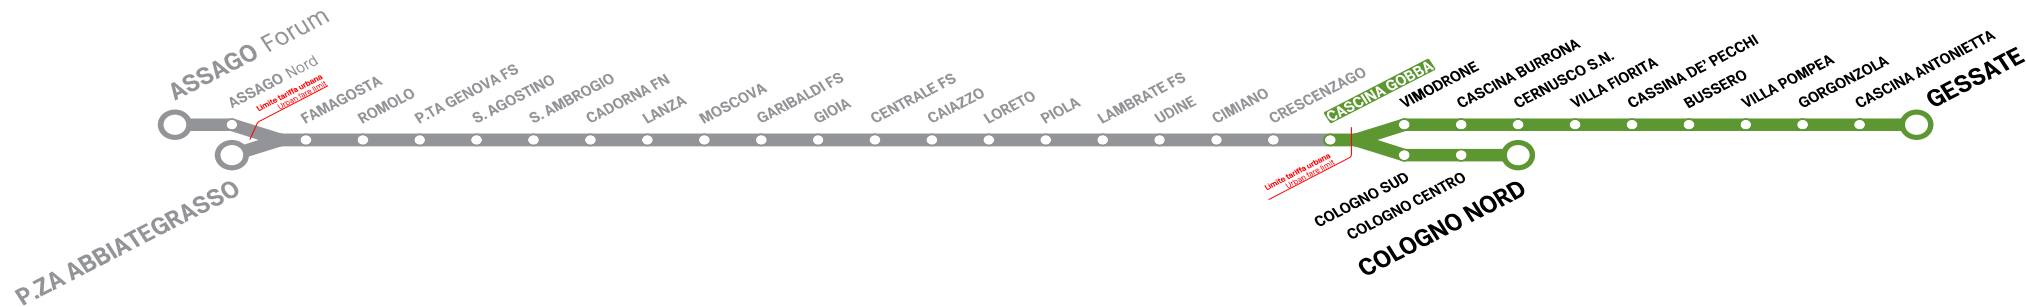 ASSAGO Forum
ASSAGO Nord
Limite tariffa urbana
Urban fare limit
P.ZA ABBIATEGRASSO
FAMAGOSTA
ROMOLO
P.TA GENOVA FS
S. AGOSTINO
S. AMBROGIO
CADORNA FN
LANZA
MOSCOVA
GARIBALDI FS
GIOIA
CENTRALE FS
CAIAZZO
LORETO
PIOLA
LAMBRATE FS
UDINE
CIMIANO
CRESCENZAGO
CASCINA GOBBA
Limite tariffa urbana
Urban fare limit
VIMODRONE
CASCINA BURRONA
CERNUSCO S.N.
VILLA FIORITA
CASSINA DE' PECCHI
BUSSERO
VILLA POMPEA
GORGONZOLA
CASCINA ANTONIETTA
GESSATE
COLOGNO SUD
COLOGNO CENTRO
COLOGNO NORD